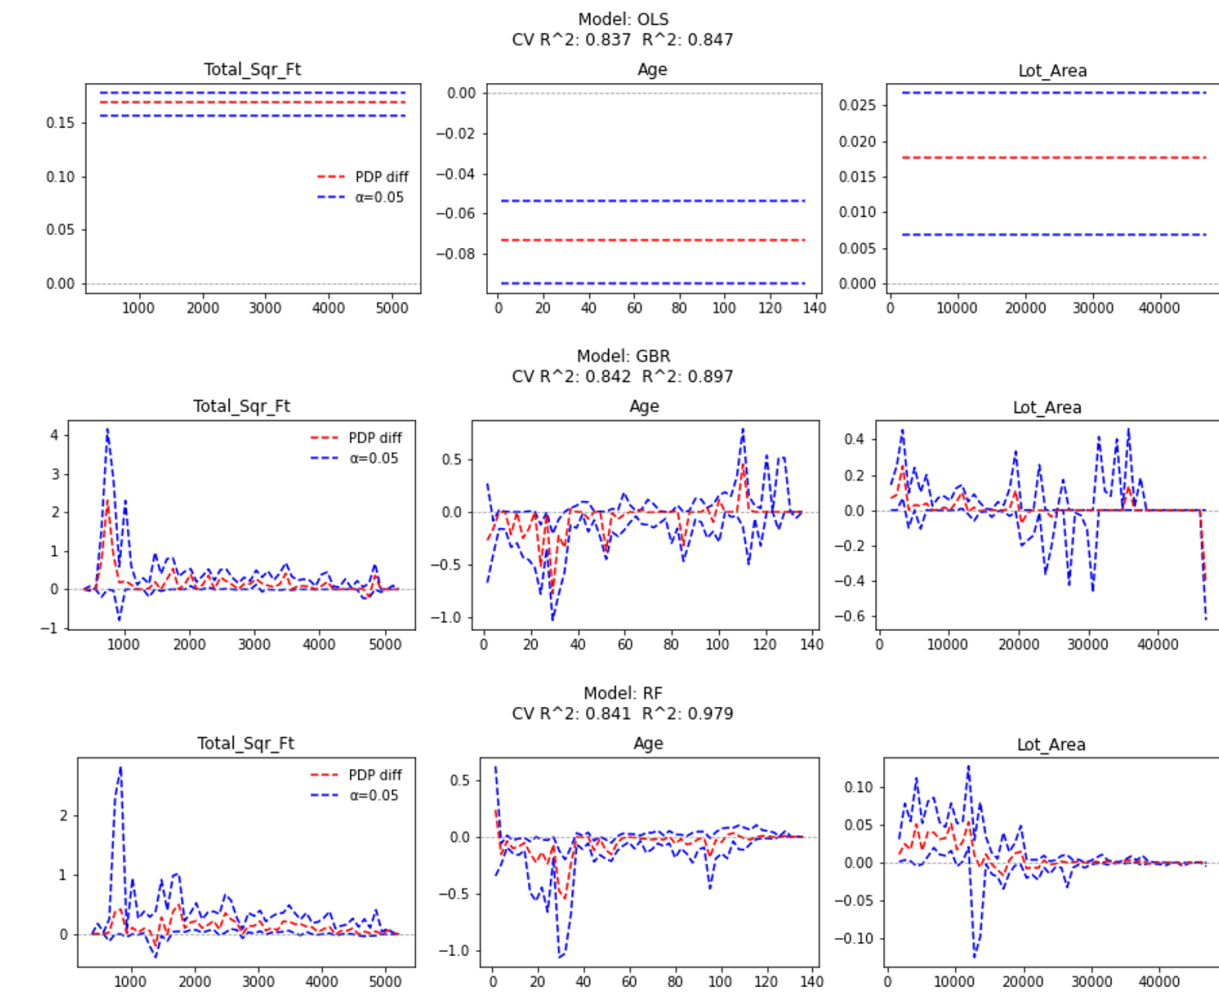 Model: OLS
CV R^2: 0.837  R^2: 0.847
Total_Sqr_Ft
Age
Lot_Area
0.15
0.10
0.05
0.00
PDP diff
α=0.05
1000 2000 3000 4000 5000
0.00
−0.02
−0.04
−0.06
−0.08
0 20 40 60 80 100 120 140
0.025
0.020
0.015
0.010
0.005
0.000
0 10000 20000 30000 40000
Model: GBR
CV R^2: 0.842  R^2: 0.897
Total_Sqr_Ft
Age
Lot_Area
4
3
2
1
0
−1
PDP diff
α=0.05
1000 2000 3000 4000 5000
0.5
0.0
−0.5
−1.0
0 20 40 60 80 100 120 140
0.4
0.2
0.0
−0.2
−0.4
−0.6
0 10000 20000 30000 40000
Model: RF
CV R^2: 0.841  R^2: 0.979
Total_Sqr_Ft
Age
Lot_Area
2
1
0
PDP diff
α=0.05
1000 2000 3000 4000 5000
0.5
0.0
−0.5
−1.0
0 20 40 60 80 100 120 140
0.10
0.05
0.00
−0.05
−0.10
0 10000 20000 30000 40000